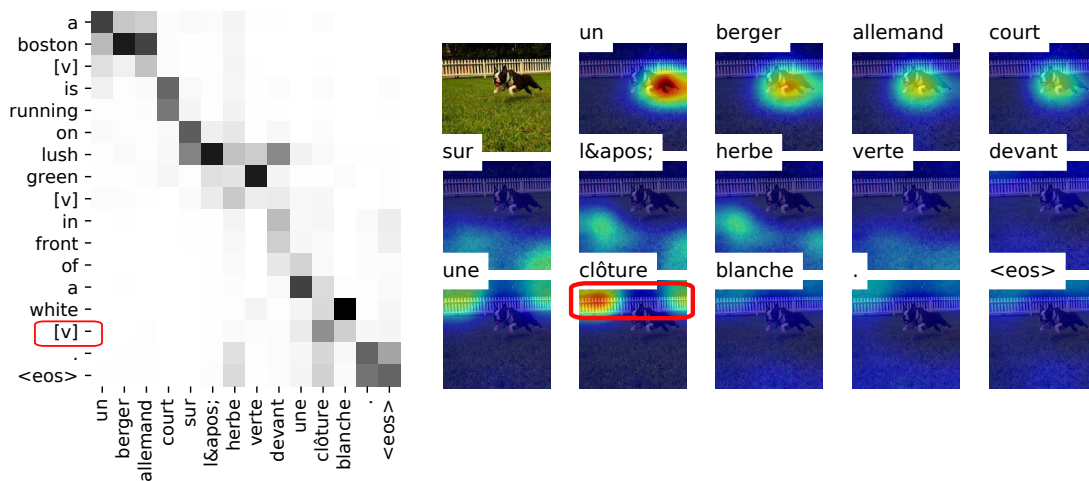 a
boston
[v]
is
running
on
lush
green
[v]
in
front
of
a
white
[v]
.
<eos>
un
berger
allemand
court
sur
l&apos;
herbe
verte
devant
une
clôture
blanche
.
<eos>
un berger allemand court
sur l&apos; herbe verte devant
une clôture blanche . <eos>